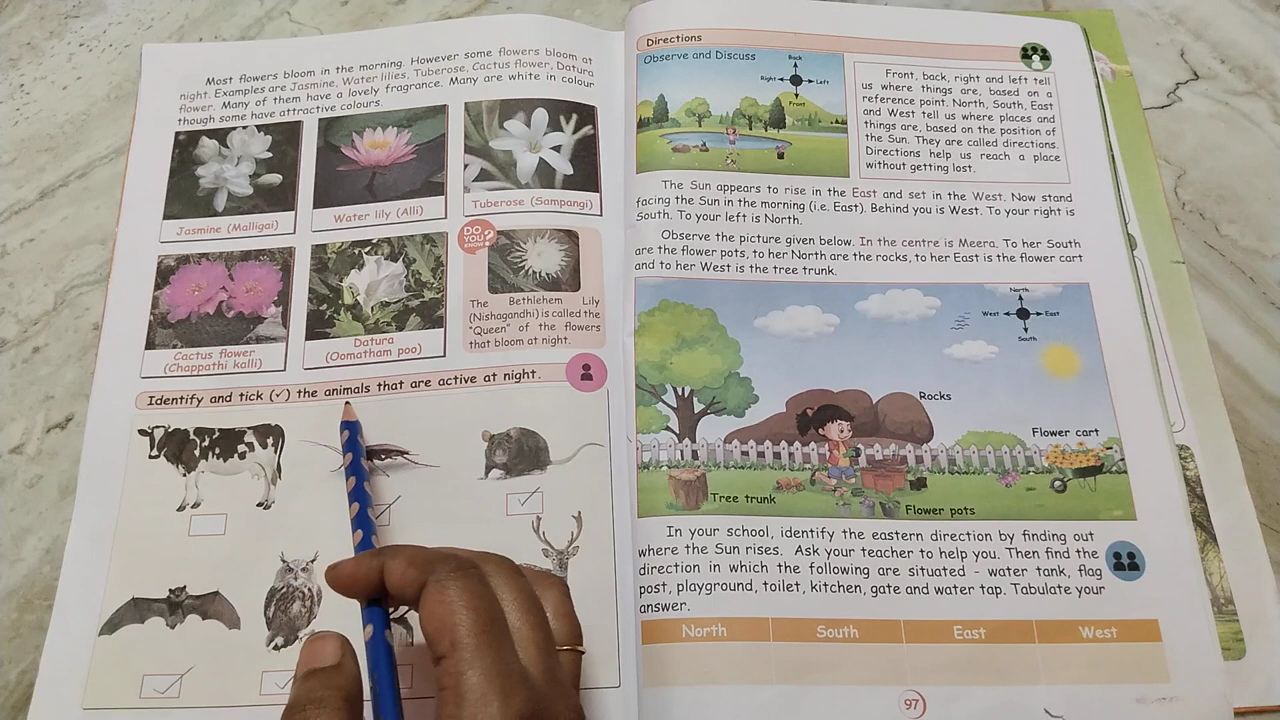 Most flowers bloom in the morning. However some flowers bloom at
night. Examples are Jasmine, Water lilies, Tuberose, Cactus flower, Datura
flower. Many of them have a lovely fragrance. Many are white in colour
though some have attractive colours.
Jasmine (Malligai)
Water lily (Alli)
Tuberose (Sampangi)
Cactus flower
(Chappathi kalli)
Datura
(Oomatham poo)
DO
YOU
KNOW?
The Bethlehem Lily
(Nishagandhi) is called the
"Queen" of the flowers
that bloom at night.
Identify and tick (✓) the animals that are active at night.
Directions
Observe and Discuss
Back
Right
Left
Front
Front, back, right and left tell
us where things are, based on a
reference point. North, South, East
and West tell us where places and
things are, based on the position of
the Sun. They are called directions.
Directions help us reach a place
without getting lost.
The Sun appears to rise in the East and set in the West. Now stand
facing the Sun in the morning (i.e. East). Behind you is West. To your right is
South. To your left is North.
Observe the picture given below. In the centre is Meera. To her South
are the flower pots, to her North are the rocks, to her East is the flower cart
and to her West is the tree trunk.
North
West
East
South
Rocks
Flower cart
Tree trunk
Flower pots
In your school, identify the eastern direction by finding out
where the Sun rises. Ask your teacher to help you. Then find the
direction in which the following are situated - water tank, flag
post, playground, toilet, kitchen, gate and water tap. Tabulate your
answer.
North South East West
97